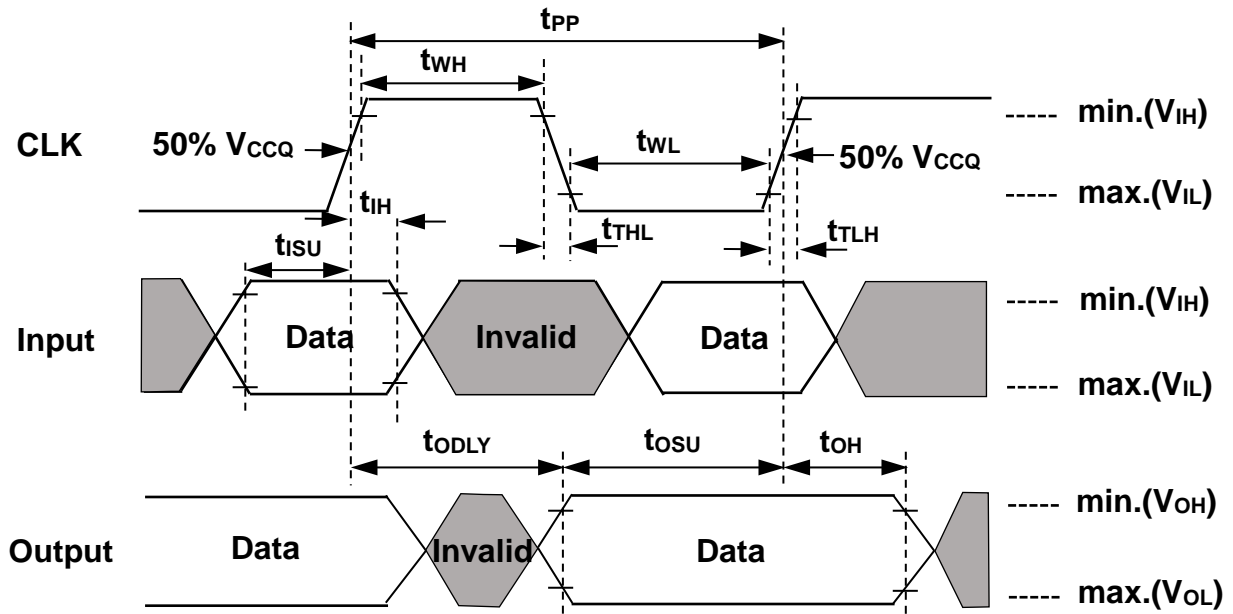 tPP
tWH
min.(VIH)
CLK
50% VCCQ
tWL
50% VCCQ
max.(VIL)
tIH
tTHL
tTLH
tISU
min.(VIH)
Input
Data
Invalid
Data
max.(VIL)
tODLY
tOSU
tOH
min.(VOH)
Output
Data
Invalid
Data
max.(VOL)